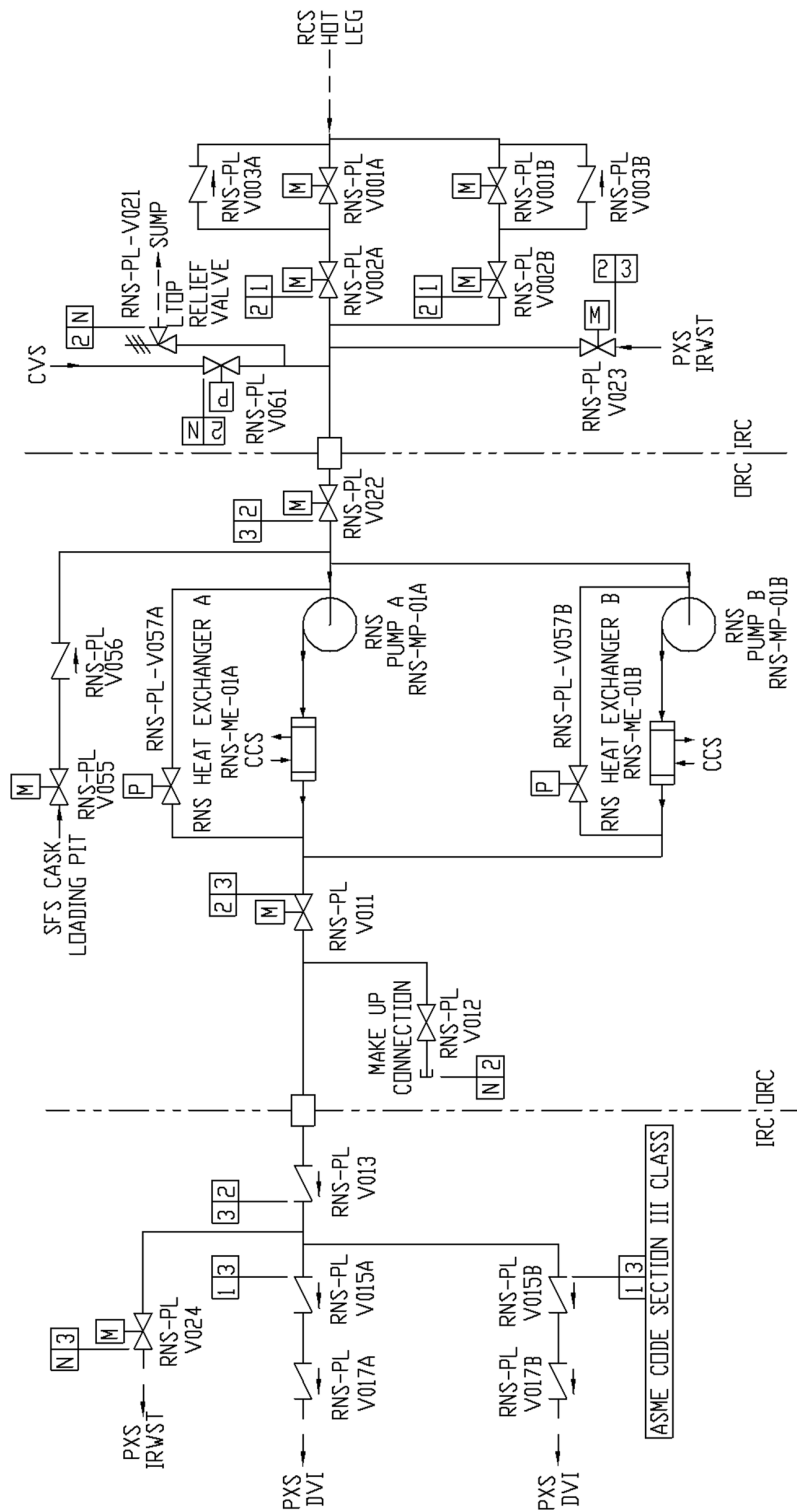 RCS
HOT
LEG
RNS-PL
V003A
M
RNS-PL
V001A
M
RNS-PL
V001B
RNS-PL
V003B
RNS-PL-V021
SUMP
2 N
LTOP
RELIEF
VALVE
2 1
M
RNS-PL
V002A
2 1
M
RNS-PL
V002B
CVS
N 2
RNS-PL
V061
M
2 3
RNS-PL
V023
PXS
IRWST
ORC IRC
3 2
M
RNS-PL
V022
RNS-PL
V056
M
RNS-PL
V055
SFS CASK
LOADING PIT
RNS-PL-V057A
P
RNS HEAT EXCHANGER A
RNS-ME-01A
CCS
RNS
PUMP A
RNS-MP-01A
RNS-PL-V057B
P
RNS HEAT EXCHANGER B
RNS-ME-01B
CCS
RNS
PUMP B
RNS-MP-01B
2 3
M
RNS-PL
V011
MAKE UP
CONNECTION
RNS-PL
V012
N 2
IRC ORC
3 2
RNS-PL
V013
N 3
M
RNS-PL
V024
PXS
IRWST
1 3
RNS-PL
V015A
RNS-PL
V017A
PXS
DVI
RNS-PL
V015B
RNS-PL
V017B
PXS
DVI
1 3
ASME CODE SECTION III CLASS